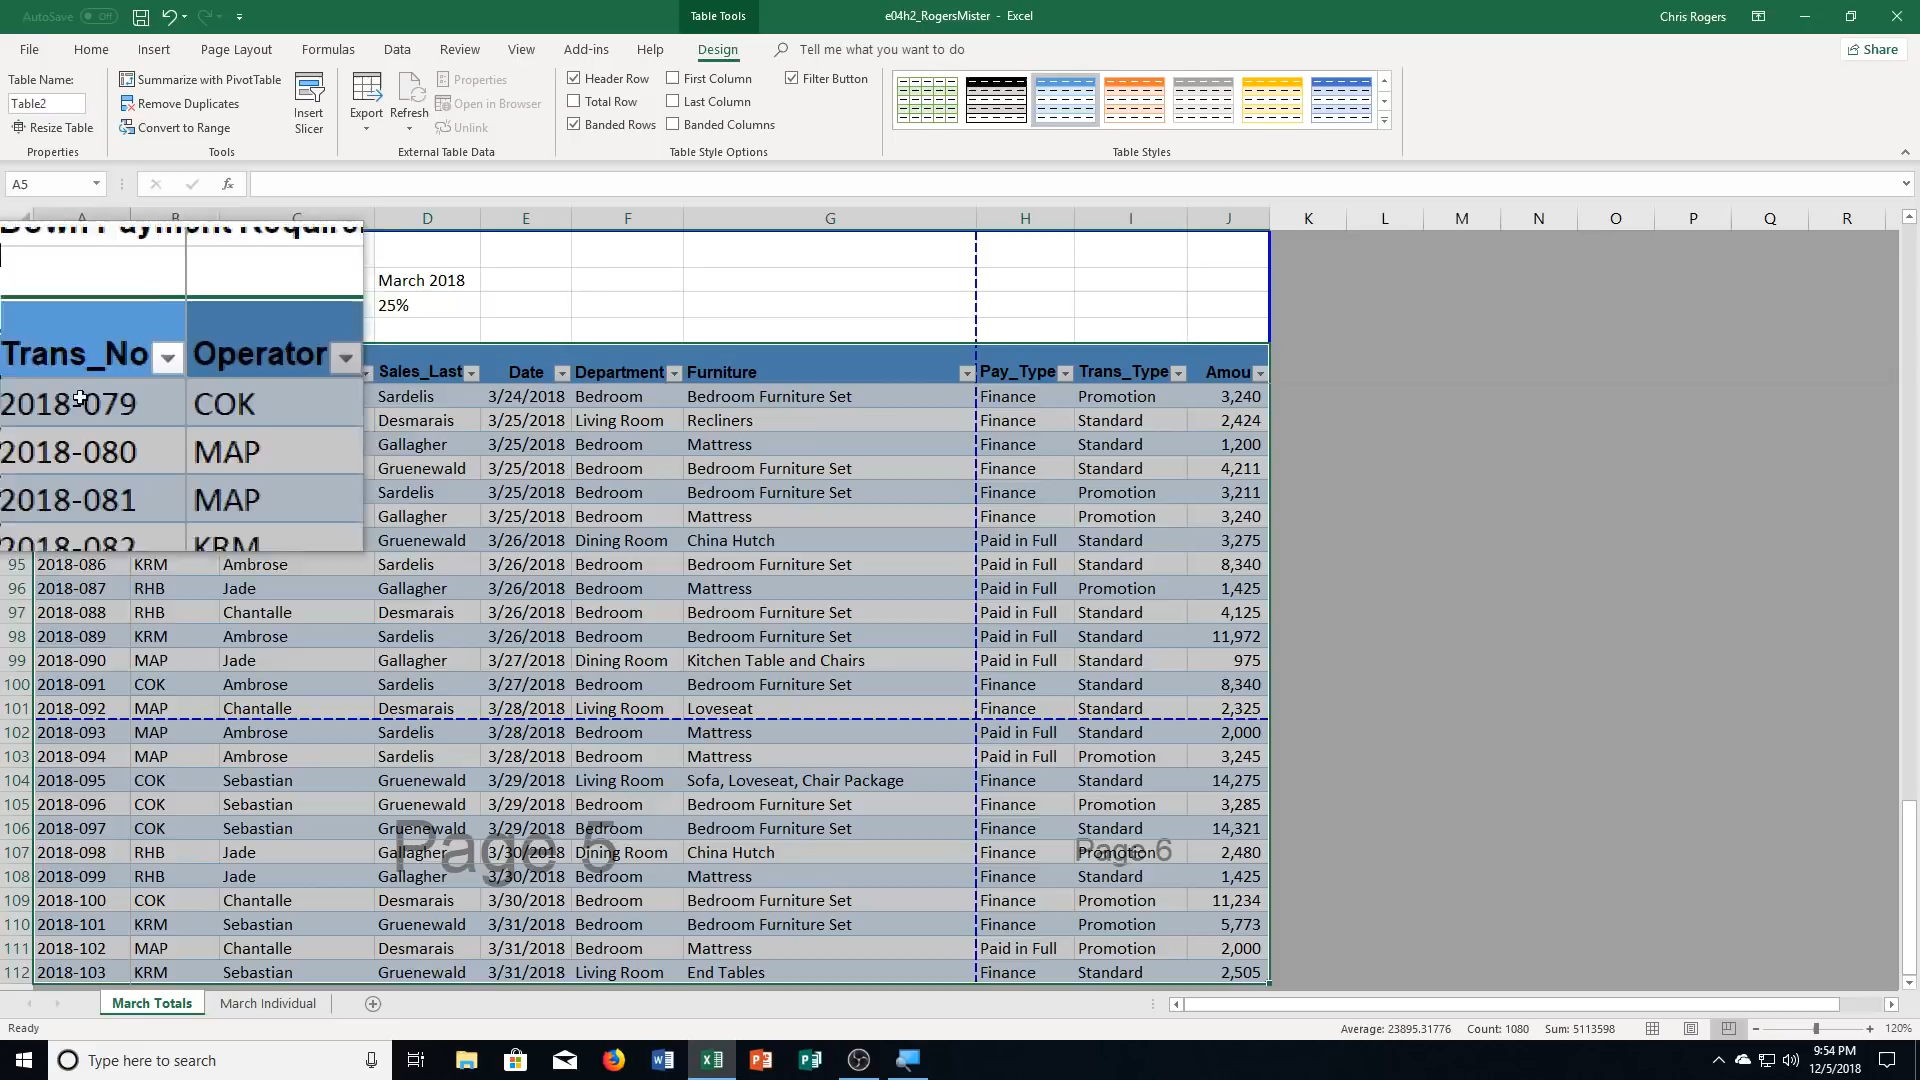 AutoSave Off
Table Tools
e04h2_RogersMister - Excel
Chris Rogers
File Home Insert Page Layout Formulas Data Review View Add-ins Help Design Tell me what you want to do Share
Table Name:
Table2
Resize Table
Properties
Summarize with PivotTable
Remove Duplicates
Convert to Range
Tools
Insert
Slicer
Export Refresh
Properties
Open in Browser
Unlink
External Table Data
Header Row First Column Filter Button
Total Row Last Column
Banded Rows Banded Columns
Table Style Options
Table Styles
A5 fx
D E F G H I J K L M N O P Q R
Down Payment
March 2018
25%
Trans_No Operator
Sales_Last Date Department Furniture Pay_Type Trans_Type Amou
2018-079 COK
2018-080 MAP
2018-081 MAP
2018-082 KRM
Sardelis 3/24/2018 Bedroom Bedroom Furniture Set Finance Promotion 3,240
Desmarais 3/25/2018 Living Room Recliners Finance Standard 2,424
Gallagher 3/25/2018 Bedroom Mattress Finance Standard 1,200
Gruenewald 3/25/2018 Bedroom Bedroom Furniture Set Finance Standard 4,211
Sardelis 3/25/2018 Bedroom Bedroom Furniture Set Finance Promotion 3,211
Gallagher 3/25/2018 Bedroom Mattress Finance Promotion 3,240
Gruenewald 3/26/2018 Dining Room China Hutch Paid in Full Standard 3,275
95 2018-086 KRM Ambrose Sardelis 3/26/2018 Bedroom Bedroom Furniture Set Paid in Full Standard 8,340
96 2018-087 RHB Jade Gallagher 3/26/2018 Bedroom Mattress Paid in Full Promotion 1,425
97 2018-088 RHB Chantalle Desmarais 3/26/2018 Bedroom Bedroom Furniture Set Paid in Full Standard 4,125
98 2018-089 KRM Ambrose Sardelis 3/26/2018 Bedroom Bedroom Furniture Set Paid in Full Standard 11,972
99 2018-090 MAP Jade Gallagher 3/27/2018 Dining Room Kitchen Table and Chairs Paid in Full Standard 975
100 2018-091 COK Ambrose Sardelis 3/27/2018 Bedroom Bedroom Furniture Set Finance Standard 8,340
101 2018-092 MAP Chantalle Desmarais 3/28/2018 Living Room Loveseat Finance Standard 2,325
102 2018-093 MAP Ambrose Sardelis 3/28/2018 Bedroom Mattress Paid in Full Standard 2,000
103 2018-094 MAP Ambrose Sardelis 3/28/2018 Bedroom Mattress Paid in Full Promotion 3,245
104 2018-095 COK Sebastian Gruenewald 3/29/2018 Living Room Sofa, Loveseat, Chair Package Finance Standard 14,275
105 2018-096 COK Sebastian Gruenewald 3/29/2018 Bedroom Bedroom Furniture Set Finance Promotion 3,285
106 2018-097 COK Sebastian Gruenewald 3/29/2018 Bedroom Bedroom Furniture Set Finance Standard 14,321
Page 5 Page 6
107 2018-098 RHB Jade Gallagher 3/30/2018 Dining Room China Hutch Finance Promotion 2,480
108 2018-099 RHB Jade Gallagher 3/30/2018 Bedroom Mattress Finance Standard 1,425
109 2018-100 COK Chantalle Desmarais 3/30/2018 Bedroom Bedroom Furniture Set Finance Promotion 11,234
110 2018-101 KRM Sebastian Gruenewald 3/31/2018 Bedroom Bedroom Furniture Set Finance Promotion 5,773
111 2018-102 MAP Chantalle Desmarais 3/31/2018 Bedroom Mattress Paid in Full Promotion 2,000
112 2018-103 KRM Sebastian Gruenewald 3/31/2018 Living Room End Tables Finance Standard 2,505
March Totals March Individual
Ready Average: 23895.31776 Count: 1080 Sum: 5113598 120%
Type here to search
9:54 PM
12/5/2018